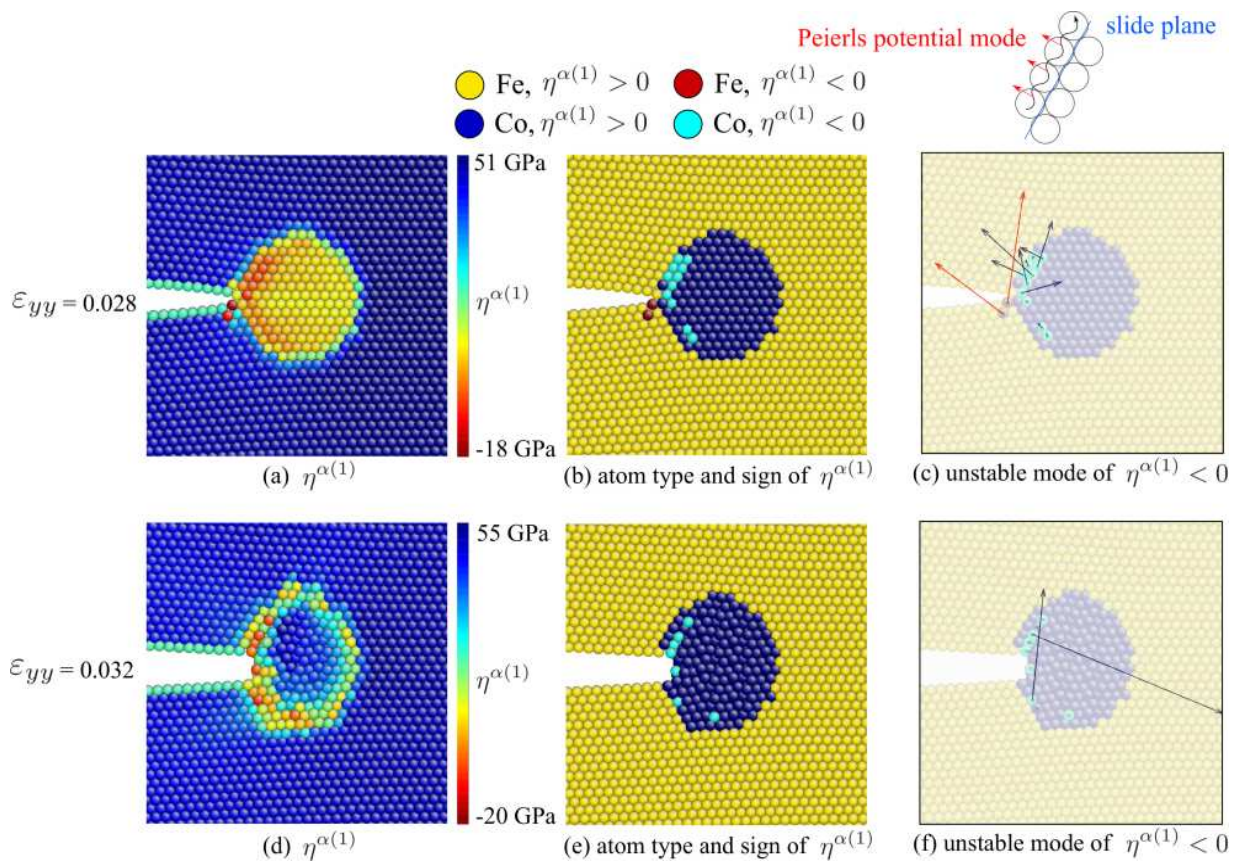 Peierls potential mode
slide plane
Fe, η^α(1) > 0
Fe, η^α(1) < 0
Co, η^α(1) > 0
Co, η^α(1) < 0
ε_yy = 0.028
51 GPa
η^α(1)
-18 GPa
(a) η^α(1)
(b) atom type and sign of η^α(1)
(c) unstable mode of η^α(1) < 0
ε_yy = 0.032
55 GPa
η^α(1)
-20 GPa
(d) η^α(1)
(e) atom type and sign of η^α(1)
(f) unstable mode of η^α(1) < 0